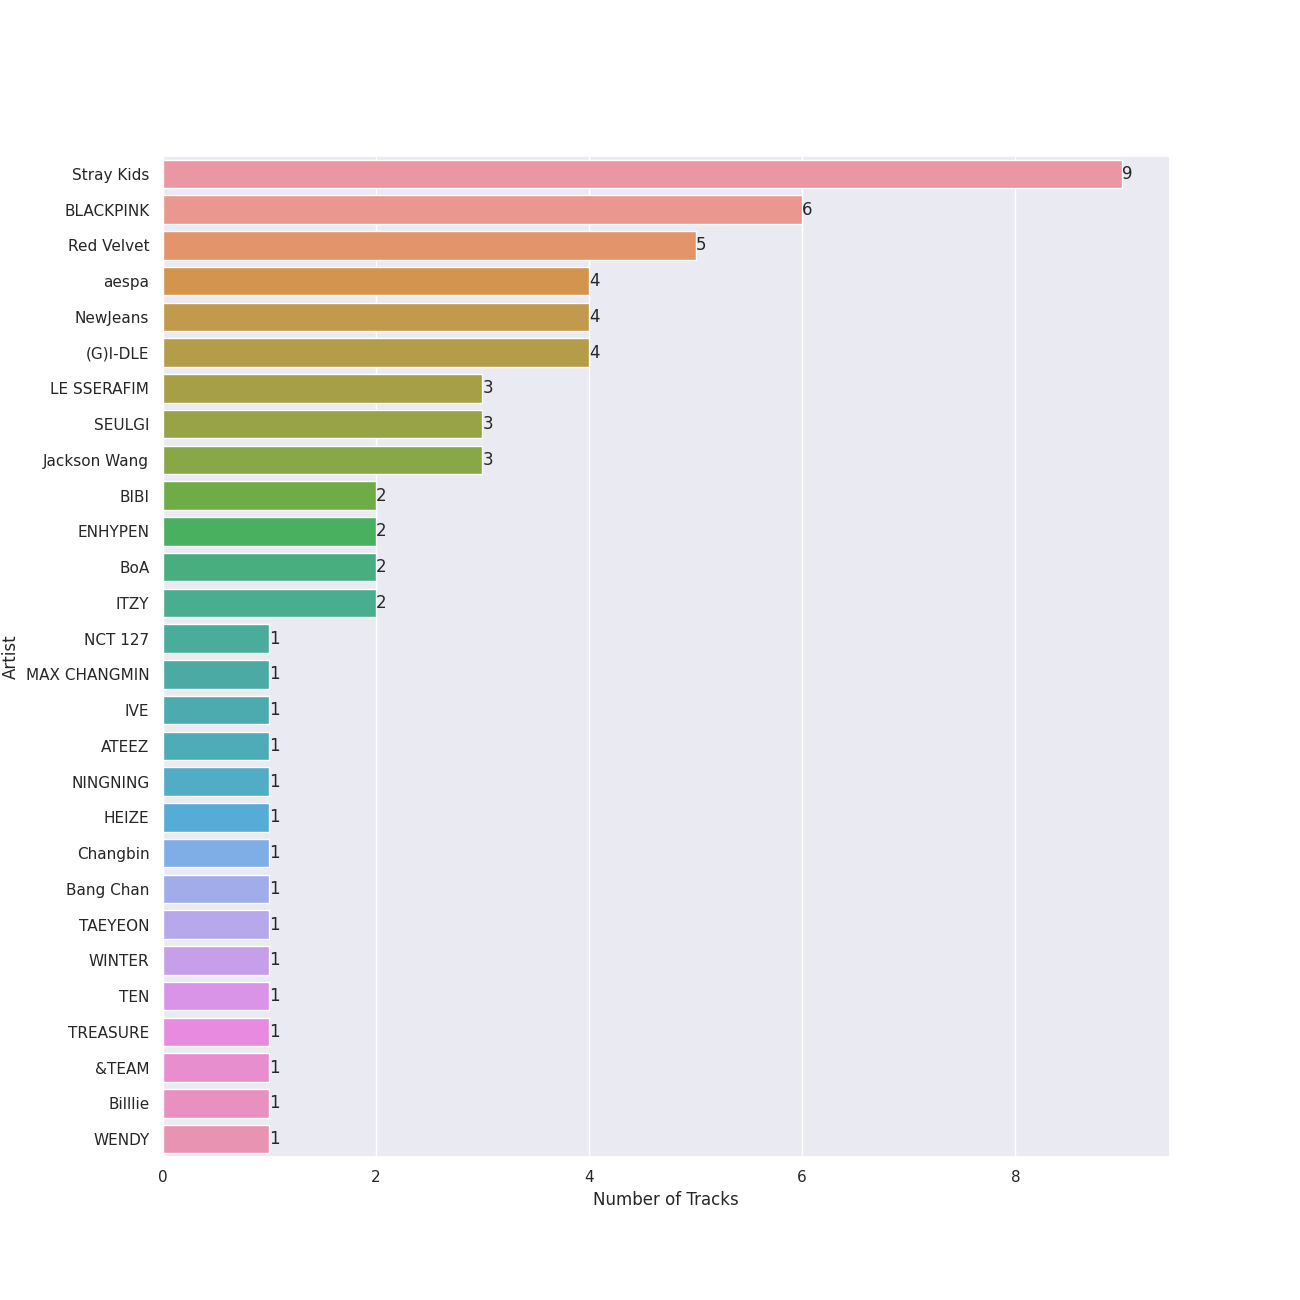 Stray Kids 9
BLACKPINK 6
Red Velvet 5
aespa 4
NewJeans 4
(G)I-DLE 4
LE SSERAFIM 3
SEULGI 3
Jackson Wang 3
BIBI 2
ENHYPEN 2
BoA 2
ITZY 2
NCT 127 1
MAX CHANGMIN 1
IVE 1
ATEEZ 1
NINGNING 1
HEIZE 1
Changbin 1
Bang Chan 1
TAEYEON 1
WINTER 1
TEN 1
TREASURE 1
&TEAM 1
Billlie 1
WENDY 1
Artist
0 2 4 6 8
Number of Tracks